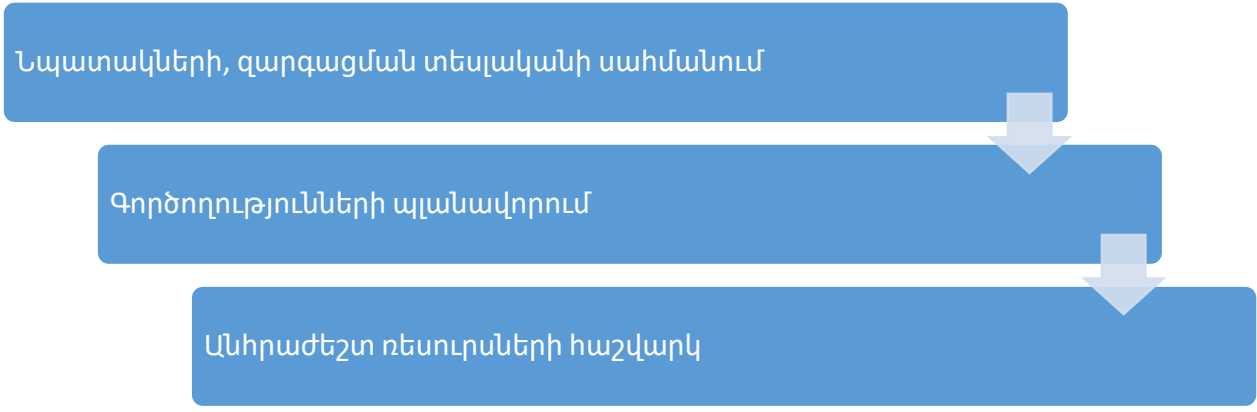 Նպատակների, զարգացման տեսլականի սահմանում
Գործողությունների պլանավորում
Անհրաժեշտ ռեսուրսների հաշվարկ